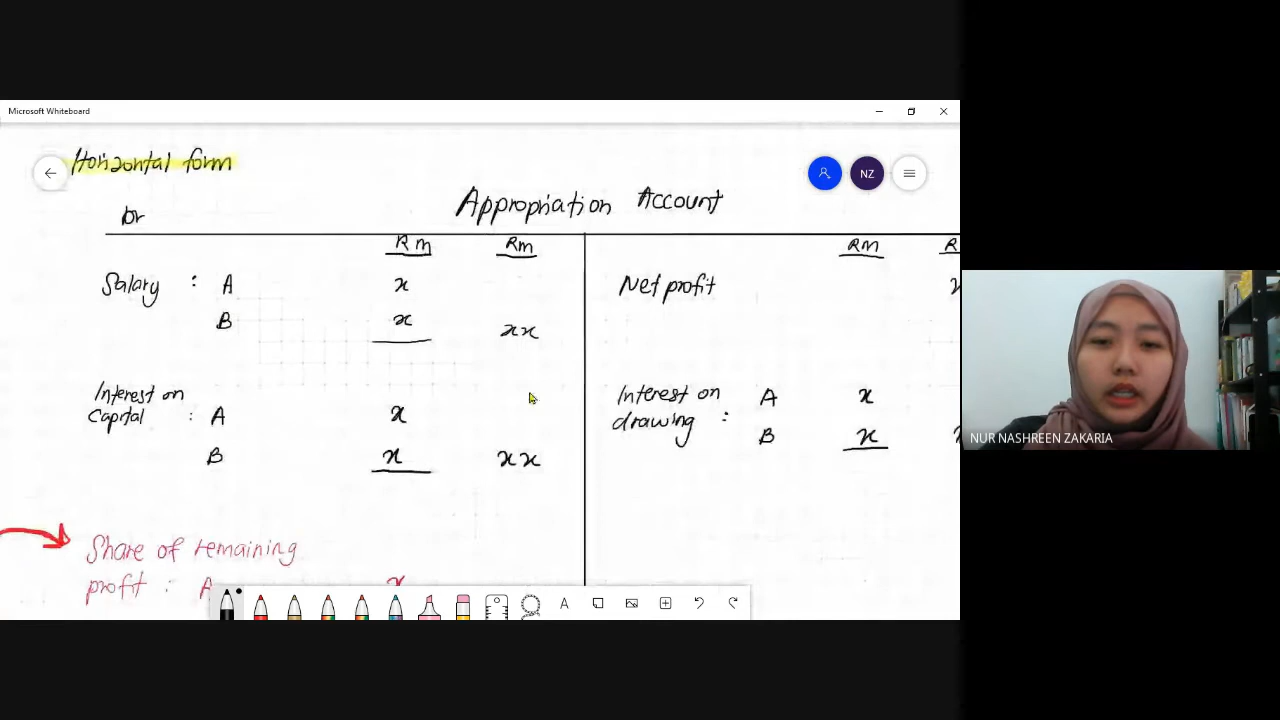 Microsoft Whiteboard
Horizontal form
NZ
Appropriation Account
Dr
Rm Rm Rm
Salary : A x Net profit
B x xx
Interest on
Capital : A x
B x xx
Interest on
drawing : A x
B x
NUR NASHREEN ZAKARIA
Share of remaining
profit : A x
A